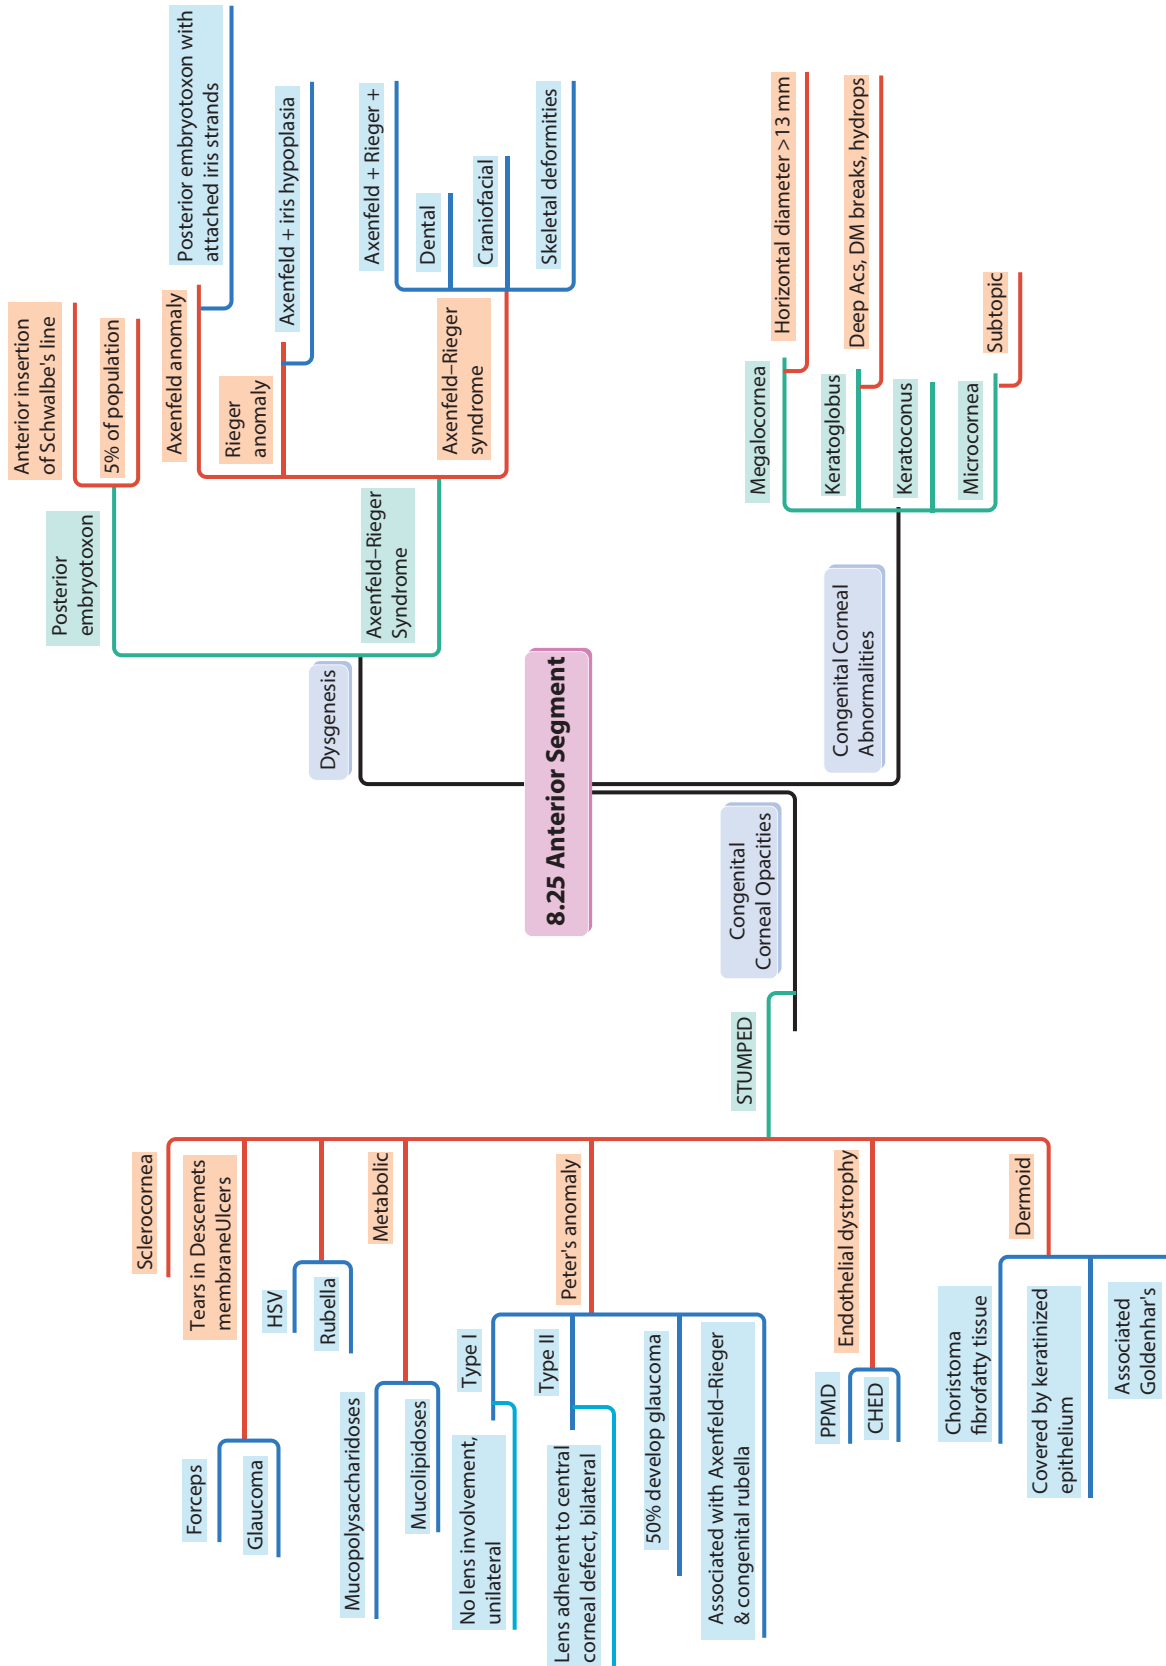 8.25 Anterior Segment
Dysgenesis
Posterior
embryotoxon
Anterior insertion
of Schwalbe's line
5% of population
Axenfeld–Rieger
Syndrome
Axenfeld anomaly
Posterior embryotoxon with
attached iris strands
Rieger
anomaly
Axenfeld + iris hypoplasia
Axenfeld–Rieger
syndrome
Axenfeld + Rieger +
Dental
Craniofacial
Skeletal deformities
Congenital Corneal
Abnormalities
Megalocornea
Horizontal diameter >13 mm
Keratoglobus
Deep Acs, DM breaks, hydrops
Keratoconus
Microcornea
Subtopic
Congenital
Corneal Opacities
STUMPED
Sclerocornea
Tears in Descemets
membraneUlcers
Forceps
Glaucoma
HSV
Rubella
Metabolic
Mucopolysaccharidoses
Mucolipidoses
Peter's anomaly
Type I
No lens involvement,
unilateral
Type II
Lens adherent to central
corneal defect, bilateral
50% develop glaucoma
Associated with Axenfeld–Rieger
& congenital rubella
Endothelial dystrophy
PPMD
CHED
Dermoid
Choristoma
fibrofatty tissue
Covered by keratinized
epithelium
Associated
Goldenhar's